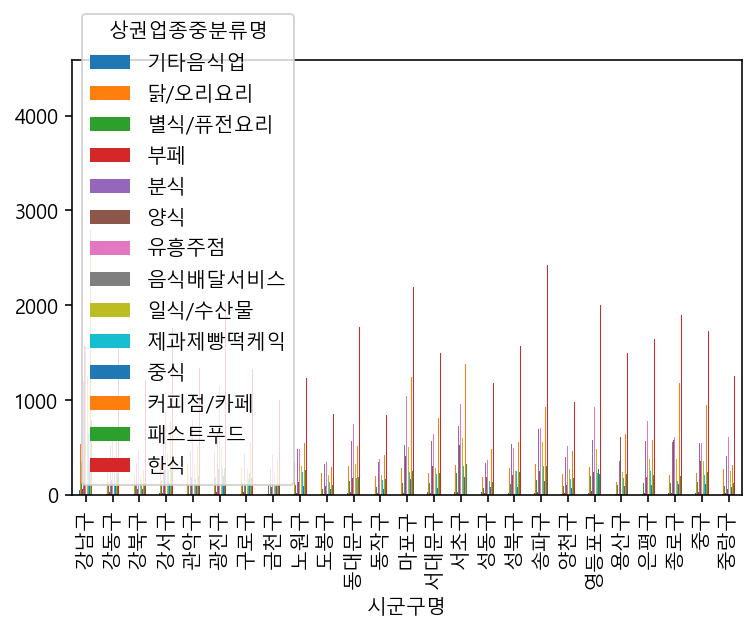 상권업종중분류명
기타음식업
닭/오리요리
별식/퓨전요리
부페
분식
양식
유흥주점
음식배달서비스
일식/수산물
제과제빵떡케익
중식
커피점/카페
패스트푸드
한식
4000
3000
2000
1000
0
강남구
강동구
강북구
강서구
관악구
광진구
구로구
금천구
노원구
도봉구
동대문구
동작구
마포구
서대문구
서초구
성동구
성북구
송파구
양천구
영등포구
용산구
은평구
종로구
중구
중랑구
시군구명